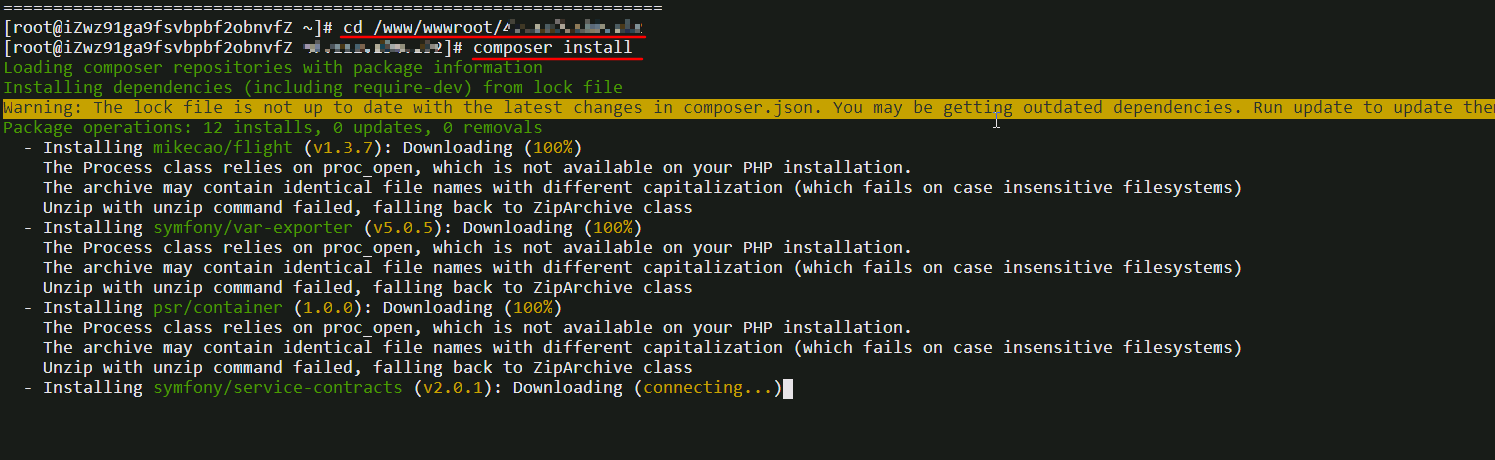 ==================================================================
[root@iZwz91ga9fsvbpbf2obnvfZ ~]# cd /www/wwwroot/
[root@iZwz91ga9fsvbpbf2obnvfZ ]# composer install
Loading composer repositories with package information
Installing dependencies (including require-dev) from lock file
Warning: The lock file is not up to date with the latest changes in composer.json. You may be getting outdated dependencies. Run update to update
Package operations: 12 installs, 0 updates, 0 removals
- Installing mikecao/flight (v1.3.7): Downloading (100%)
The Process class relies on proc_open, which is not available on your PHP installation.
The archive may contain identical file names with different capitalization (which fails on case insensitive filesystems)
Unzip with unzip command failed, falling back to ZipArchive class
- Installing symfony/var-exporter (v5.0.5): Downloading (100%)
The Process class relies on proc_open, which is not available on your PHP installation.
The archive may contain identical file names with different capitalization (which fails on case insensitive filesystems)
Unzip with unzip command failed, falling back to ZipArchive class
- Installing psr/container (1.0.0): Downloading (100%)
The Process class relies on proc_open, which is not available on your PHP installation.
The archive may contain identical file names with different capitalization (which fails on case insensitive filesystems)
Unzip with unzip command failed, falling back to ZipArchive class
- Installing symfony/service-contracts (v2.0.1): Downloading (connecting...)